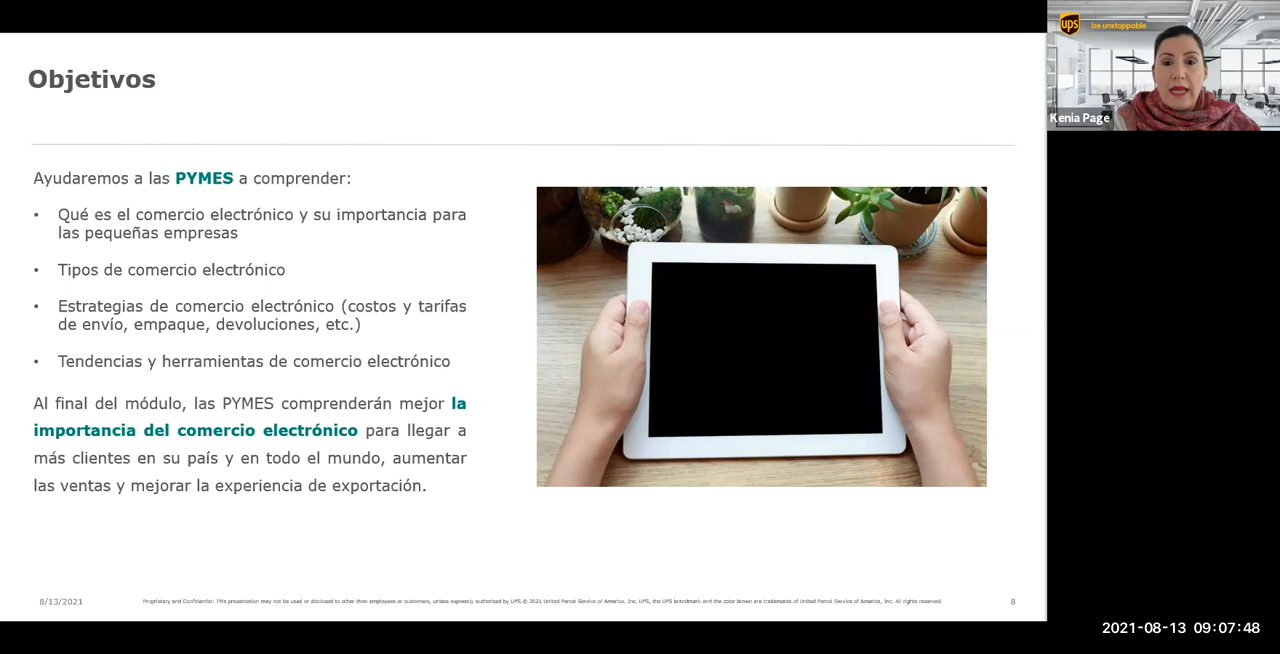 Objetivos
Ayudaremos a las PYMES a comprender:
• Qué es el comercio electrónico y su importancia para
las pequeñas empresas
• Tipos de comercio electrónico
• Estrategias de comercio electrónico (costos y tarifas
de envío, empaque, devoluciones, etc.)
• Tendencias y herramientas de comercio electrónico
Al final del módulo, las PYMES comprenderán mejor la
importancia del comercio electrónico para llegar a
más clientes en su país y en todo el mundo, aumentar
las ventas y mejorar la experiencia de exportación.
8/13/2021
Proprietary and Confidential: This presentation may not be used or disclosed to other than employees or customers, unless expressly authorized by UPS.© 2021 United Parcel Service of America, Inc. UPS, the UPS brandmark and the color brown are trademarks of United Parcel Service of America, Inc. All rights reserved.
8
ups
be unstoppable
Kenia Page
2021-08-13 09:07:48